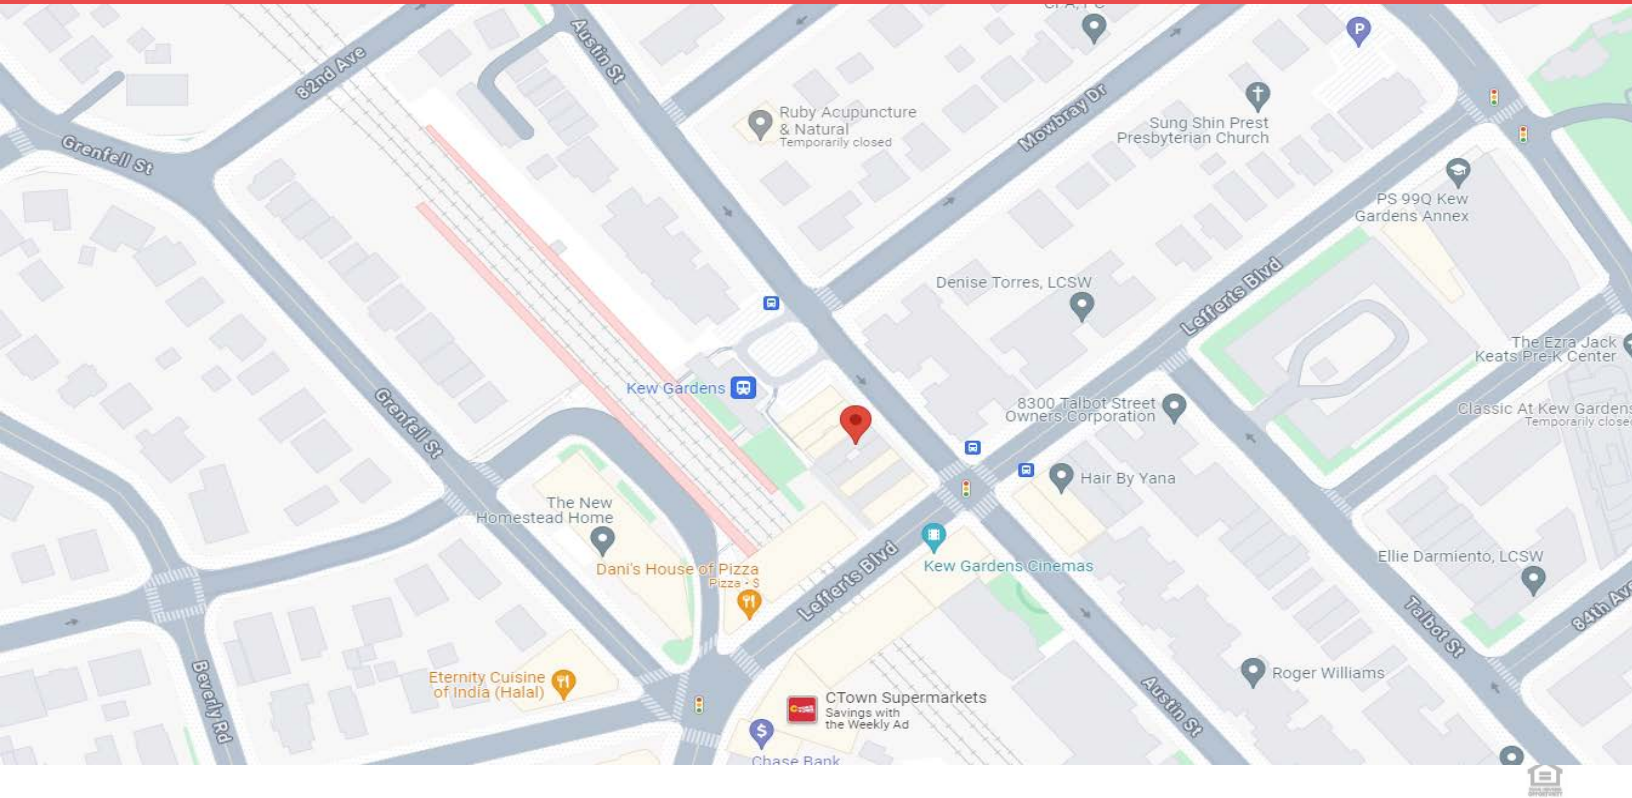 CPA, PC
Austin St
82nd Ave
P
Ruby Acupuncture
& Natural
Temporarily closed
Mowbray Dr
Sung Shin Prest
Presbyterian Church
Grenfell St
PS 99Q Kew
Gardens Annex
Denise Torres, LCSW
Lefferts Blvd
The Ezra Jack
Keats Pre-K Center
Kew Gardens
8300 Talbot Street
Owners Corporation
Classic At Kew Gardens
Temporarily closed
Grenfell St
Hair By Yana
The New
Homestead Home
Dani's House of Pizza
Pizza - $
Lefferts Blvd
Kew Gardens Cinemas
Ellie Darmiento, LCSW
Talbot St
84th Ave
Beverly Rd
Eternity Cuisine
of India (Halal)
Roger Williams
Austin St
CTown Supermarkets
Savings with
the Weekly Ad
$
Chase Bank